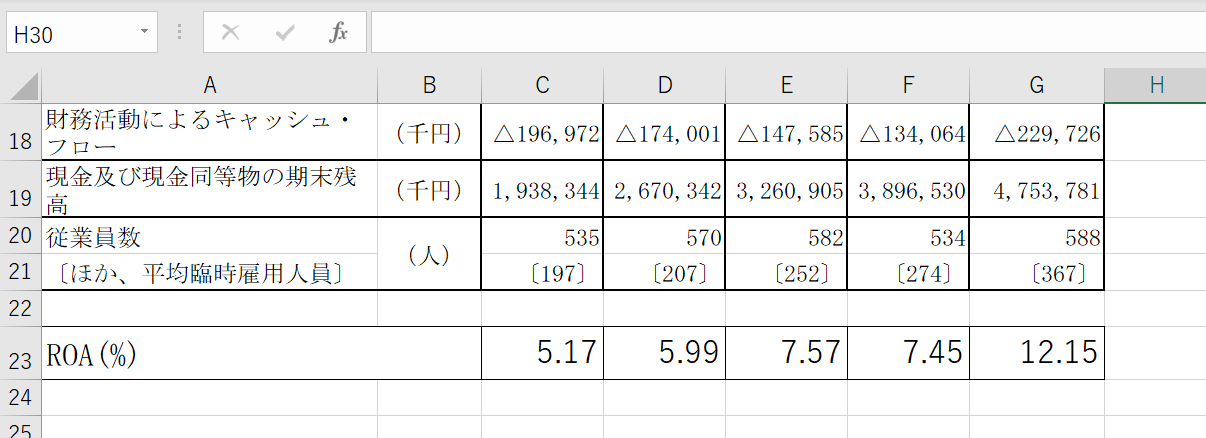 H30 fx
A B C D E F G H
18 財務活動によるキャッシュ・ (千円) △196,972 △174,001 △147,585 △134,064 △229,726
フロー
19 現金及び現金同等物の期末残 (千円) 1,938,344 2,670,342 3,260,905 3,896,530 4,753,781
高
20 従業員数 (人) 535 570 582 534 588
21 〔ほか、平均臨時雇用人員〕 〔197〕 〔207〕 〔252〕 〔274〕 〔367〕
22
23 ROA(%) 5.17 5.99 7.57 7.45 12.15
24
25